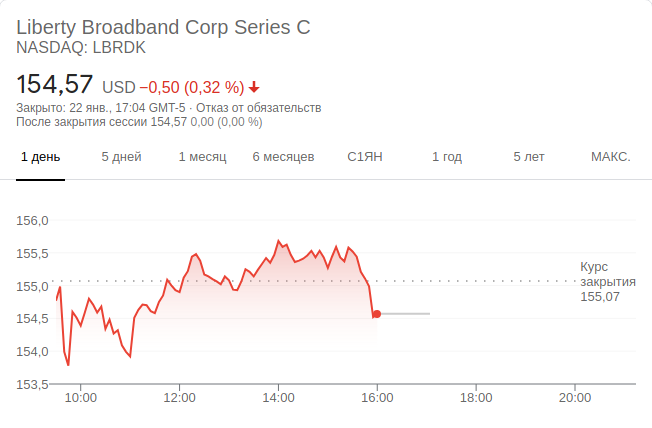 Liberty Broadband Corp Series C
NASDAQ: LBRDK
154,57 USD −0,50 (0,32 %)
Закрыто: 22 янв., 17:04 GMT-5 · Отказ от обязательств
После закрытия сессии 154,57 0,00 (0,00 %)
1 день 5 дней 1 месяц 6 месяцев С1ЯН 1 год 5 лет МАКС.
156,0
155,5
155,0
154,5
154,0
153,5
Курс
закрытия
155,07
10:00 12:00 14:00 16:00 18:00 20:00